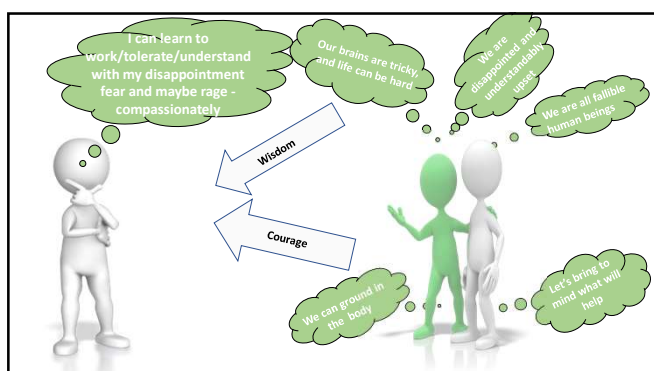 I can learn to
work/tolerate/understand
with my disappointment
fear and maybe rage -
compassionately
Our brains are tricky,
and life can be hard
We are
disappointed and
understandably
upset
We are all fallible
human beings
Wisdom
Courage
We can ground in
the body
Let's bring to
mind what will
help